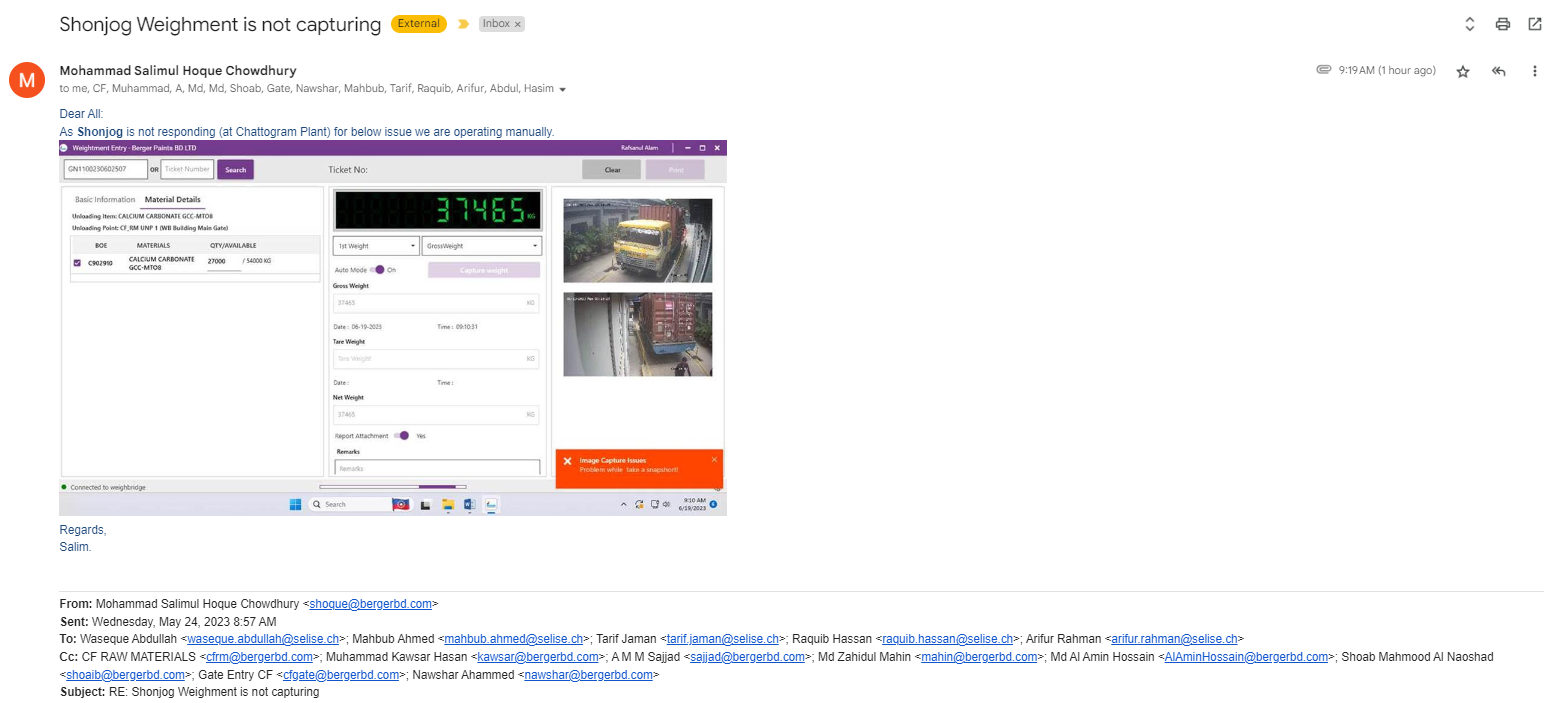 Shonjog Weighment is not capturing External Inbox ×
M
Mohammad Salimul Hoque Chowdhury
9:19 AM (1 hour ago)
to me, CF, Muhammad, A, Md, Md, Shoab, Gate, Nawshar, Mahbub, Tarif, Raquib, Arifur, Abdul, Hasim
Dear All:
As Shonjog is not responding (at Chattogram Plant) for below issue we are operating manually.
Weightment Entry - Berger Paints BD LTD
Rafsanul Alam
GN1100230602507 OR Ticket Number Search
Ticket No:
Clear Print
Basic Information Material Details
Unloading Item: CALCIUM CARBONATE GCC-MTO8
Unloading Point: CF_RM UNP 1 (WB Building Main Gate)
BOE MATERIALS QTY/AVAILABLE
C902910 CALCIUM CARBONATE GCC-MTO8 27000 / 54000 KG
37465 KG
1st Weight GrossWeight
Auto Mode On Capture weight
Gross Weight
37465 KG
Date : 06-19-2023 Time : 09:10:31
Tare Weight
Tare Weight KG
Date : Time :
Net Weight
37465 KG
Report Attachment Yes
Remarks
Remarks
Image Capture Issues
Problem while take a snapshort!
Connected to weighbridge
Search
9:10 AM
6/19/2023
Regards,
Salim.
From: Mohammad Salimul Hoque Chowdhury <shoque@bergerbd.com>
Sent: Wednesday, May 24, 2023 8:57 AM
To: Waseque Abdullah <waseque.abdullah@selise.ch>; Mahbub Ahmed <mahbub.ahmed@selise.ch>; Tarif Jaman <tarif.jaman@selise.ch>; Raquib Hassan <raquib.hassan@selise.ch>; Arifur Rahman <arifur.rahman@selise.ch>
Cc: CF RAW MATERIALS <cfrm@bergerbd.com>; Muhammad Kawsar Hasan <kawsar@bergerbd.com>; A M M Sajjad <sajjad@bergerbd.com>; Md Zahidul Mahin <mahin@bergerbd.com>; Md Al Amin Hossain <AlAminHossain@bergerbd.com>; Shoab Mahmood Al Naoshad
<shoaib@bergerbd.com>; Gate Entry CF <cfgate@bergerbd.com>; Nawshar Ahammed <nawshar@bergerbd.com>
Subject: RE: Shonjog Weighment is not capturing